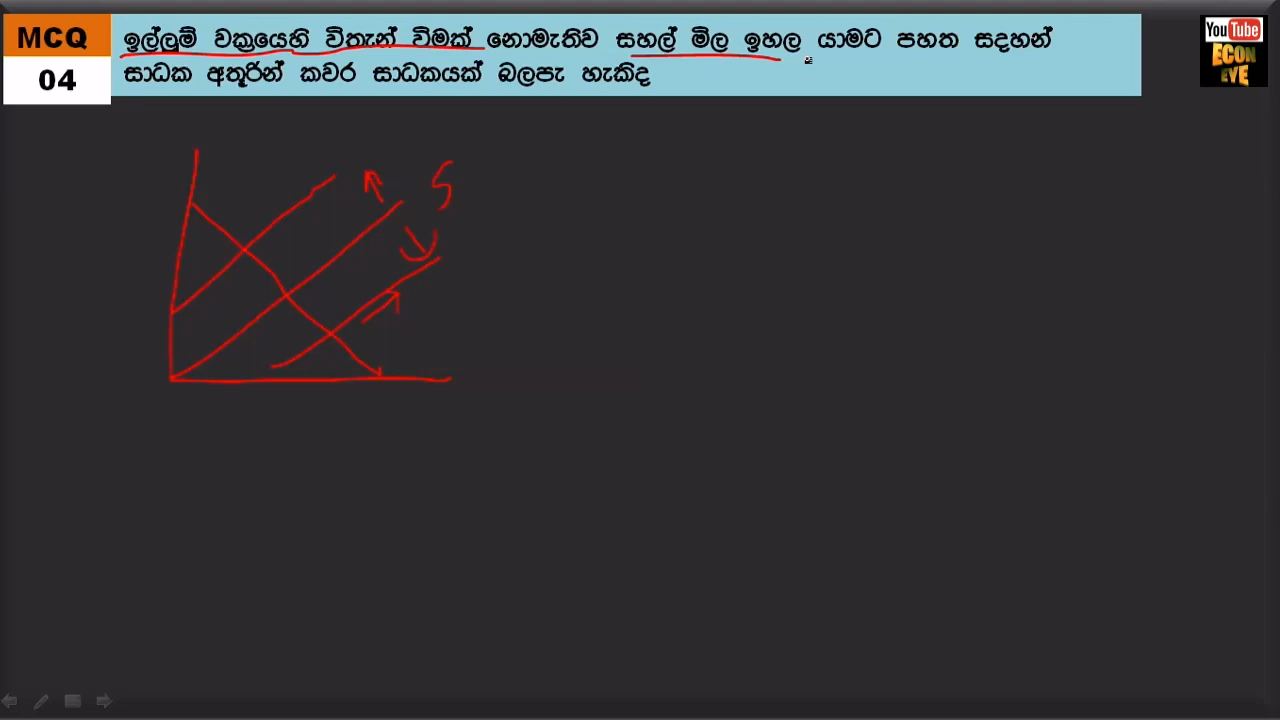 MCQ
04
ඉල්ලුම් වක්‍රයෙහි විතැන් වීමක් නොමැතිව සහල් මිල ඉහල යාමට පහත සදහන්
සාධක අතුරින් කවර සාධකයක් බලපෑ හැකිද
YouTube
ECON
EYE
S